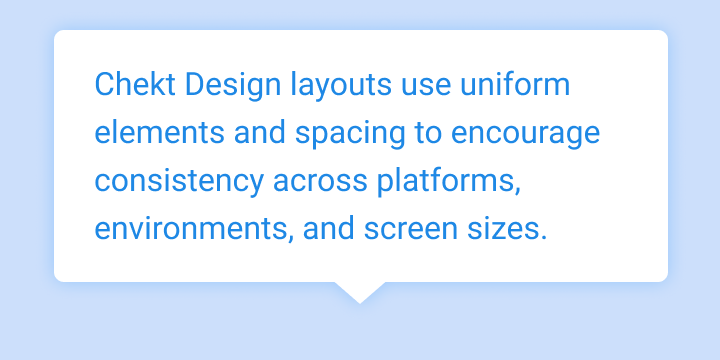 Chekt Design layouts use uniform
elements and spacing to encourage
consistency across platforms,
environments, and screen sizes.